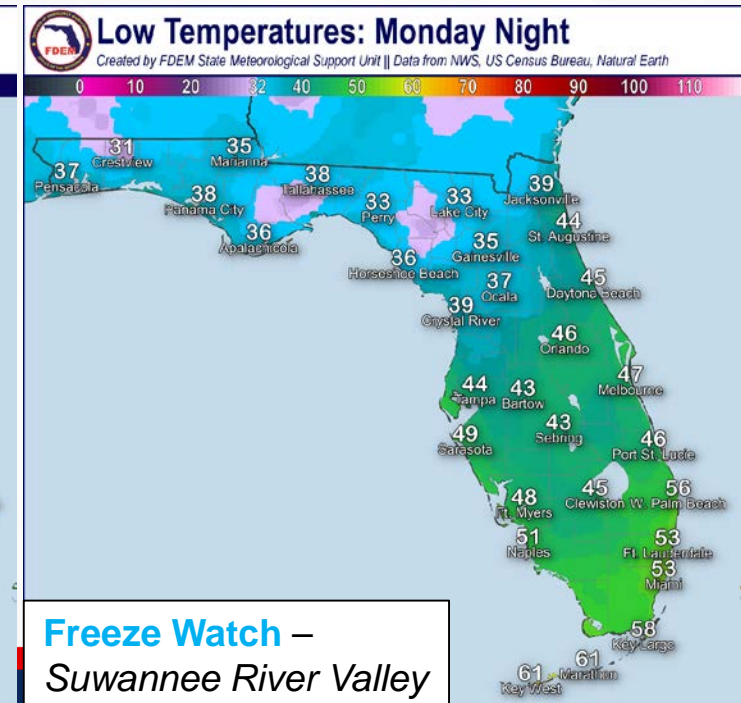 FDEM
Low Temperatures: Monday Night
Created by FDEM State Meteorological Support Unit || Data from NWS, US Census Bureau, Natural Earth
0 10 20 32 40 50 60 70 80 90 100 110
31
Crestview
35
Marianna
37
Pensacola
38
Tallahassee
38
Panama City
33
Perry
33
Lake City
39
Jacksonville
36
Apalachicola
44
St. Augustine
35
Gainesville
36
Horseshoe Beach
37
Ocala
45
Daytona Beach
39
Crystal River
46
Orlando
47
Melbourne
44
Tampa
43
Bartow
43
Sebring
49
Sarasota
46
Port St. Lucie
48
Ft. Myers
45
Clewiston
56
W. Palm Beach
51
Naples
53
Ft. Lauderdale
53
Miami
58
Key Largo
61
Marathon
61
Key West
Freeze Watch –
Suwannee River Valley